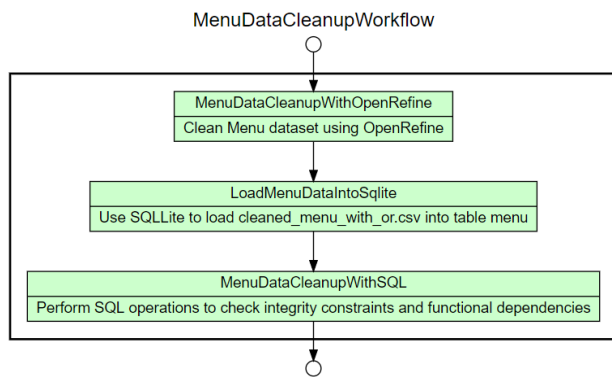 MenuDataCleanupWorkflow
MenuDataCleanupWithOpenRefine
Clean Menu dataset using OpenRefine
LoadMenuDataIntoSqlite
Use SQLLite to load cleaned_menu_with_or.csv into table menu
MenuDataCleanupWithSQL
Perform SQL operations to check integrity constraints and functional dependencies